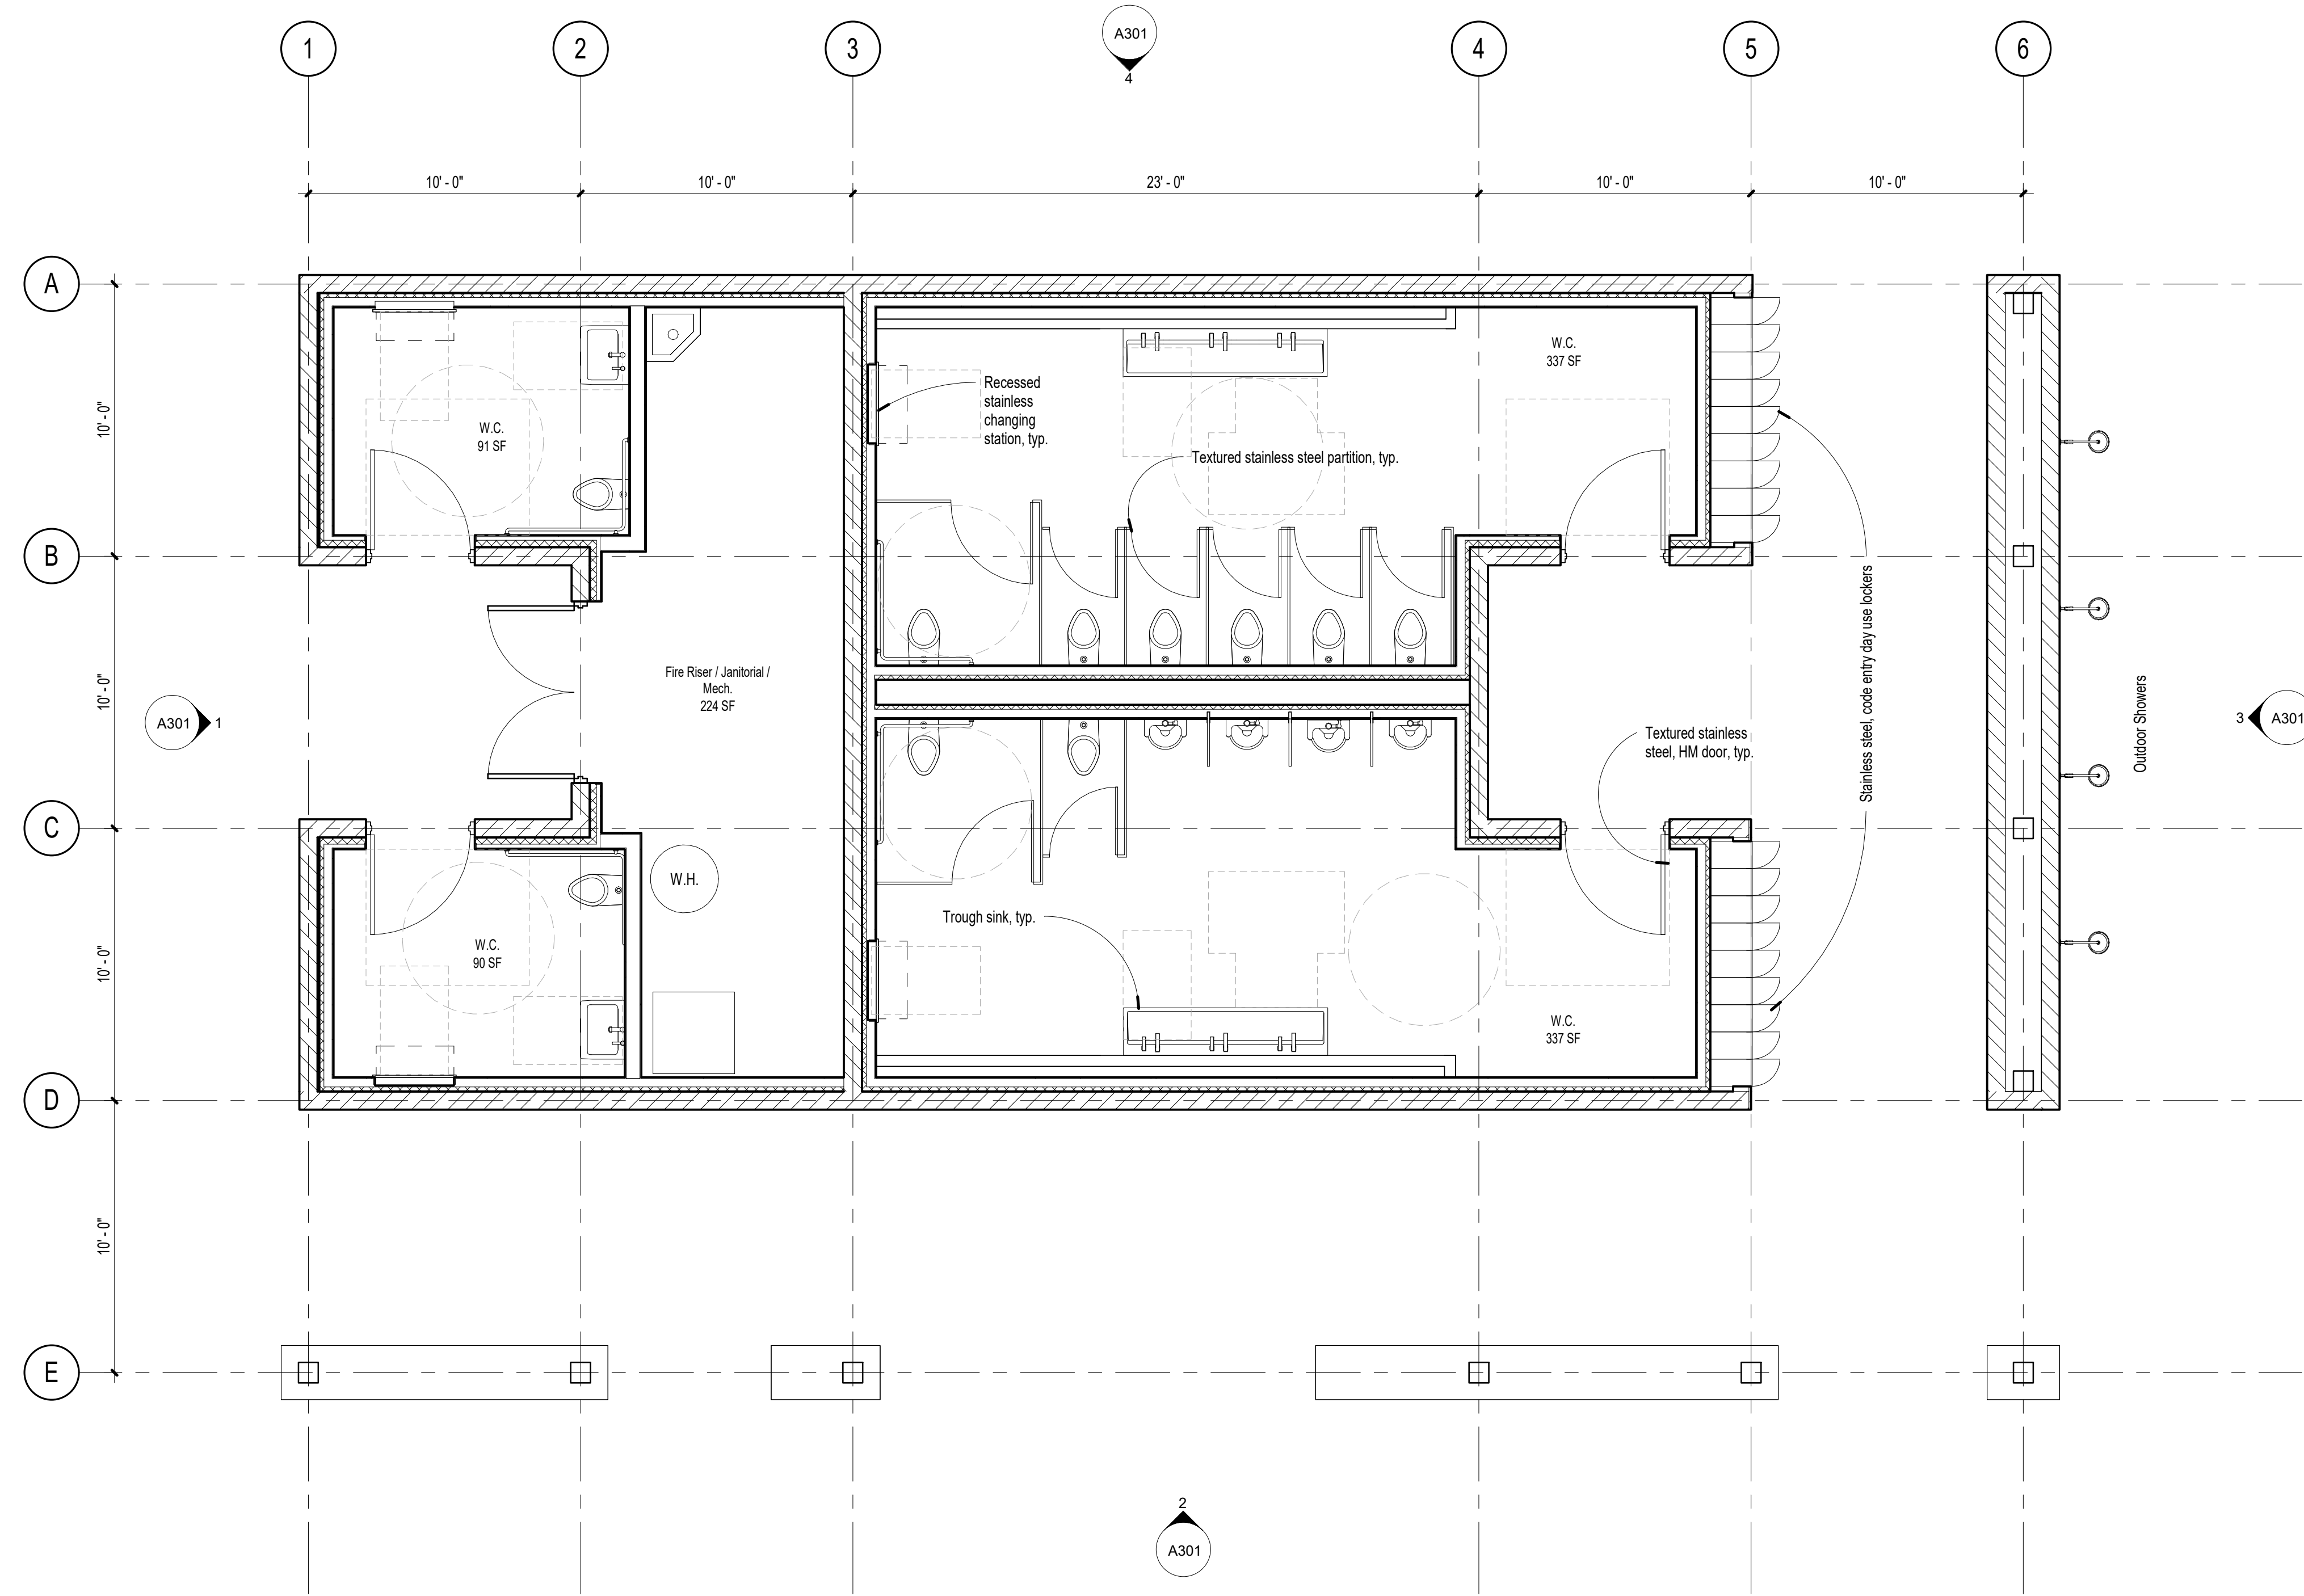 A301
4
1
2
3
4
5
6
10' - 0"
10' - 0"
23' - 0"
10' - 0"
10' - 0"
A
B
C
D
E
10' - 0"
10' - 0"
10' - 0"
10' - 0"
W.C.
91 SF
Recessed
stainless
changing
station, typ.
Textured stainless steel partition, typ.
W.C.
337 SF
Fire Riser / Janitorial /
Mech.
224 SF
A301
1
Textured stainless
steel, HM door, typ.
Stainless steel, code entry day use lockers
Outdoor Showers
3
A301
W.H.
Trough sink, typ.
W.C.
90 SF
W.C.
337 SF
2
A301